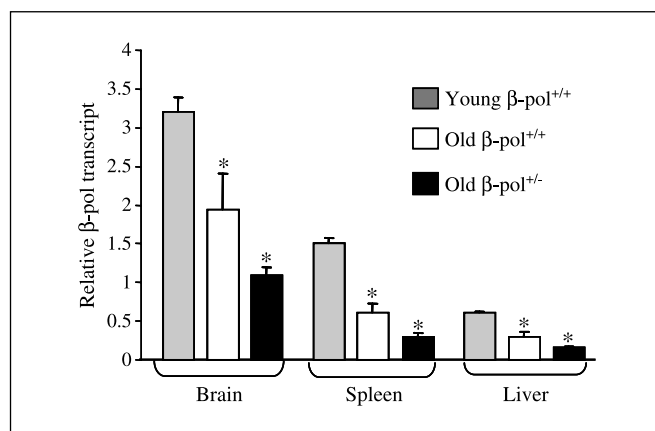 Relative β-pol transcript
4
3.5
3
2.5
2
1.5
1
0.5
0
Young β-pol+/+
Old β-pol+/+
Old β-pol+/-
* *
* *
* *
Brain Spleen Liver